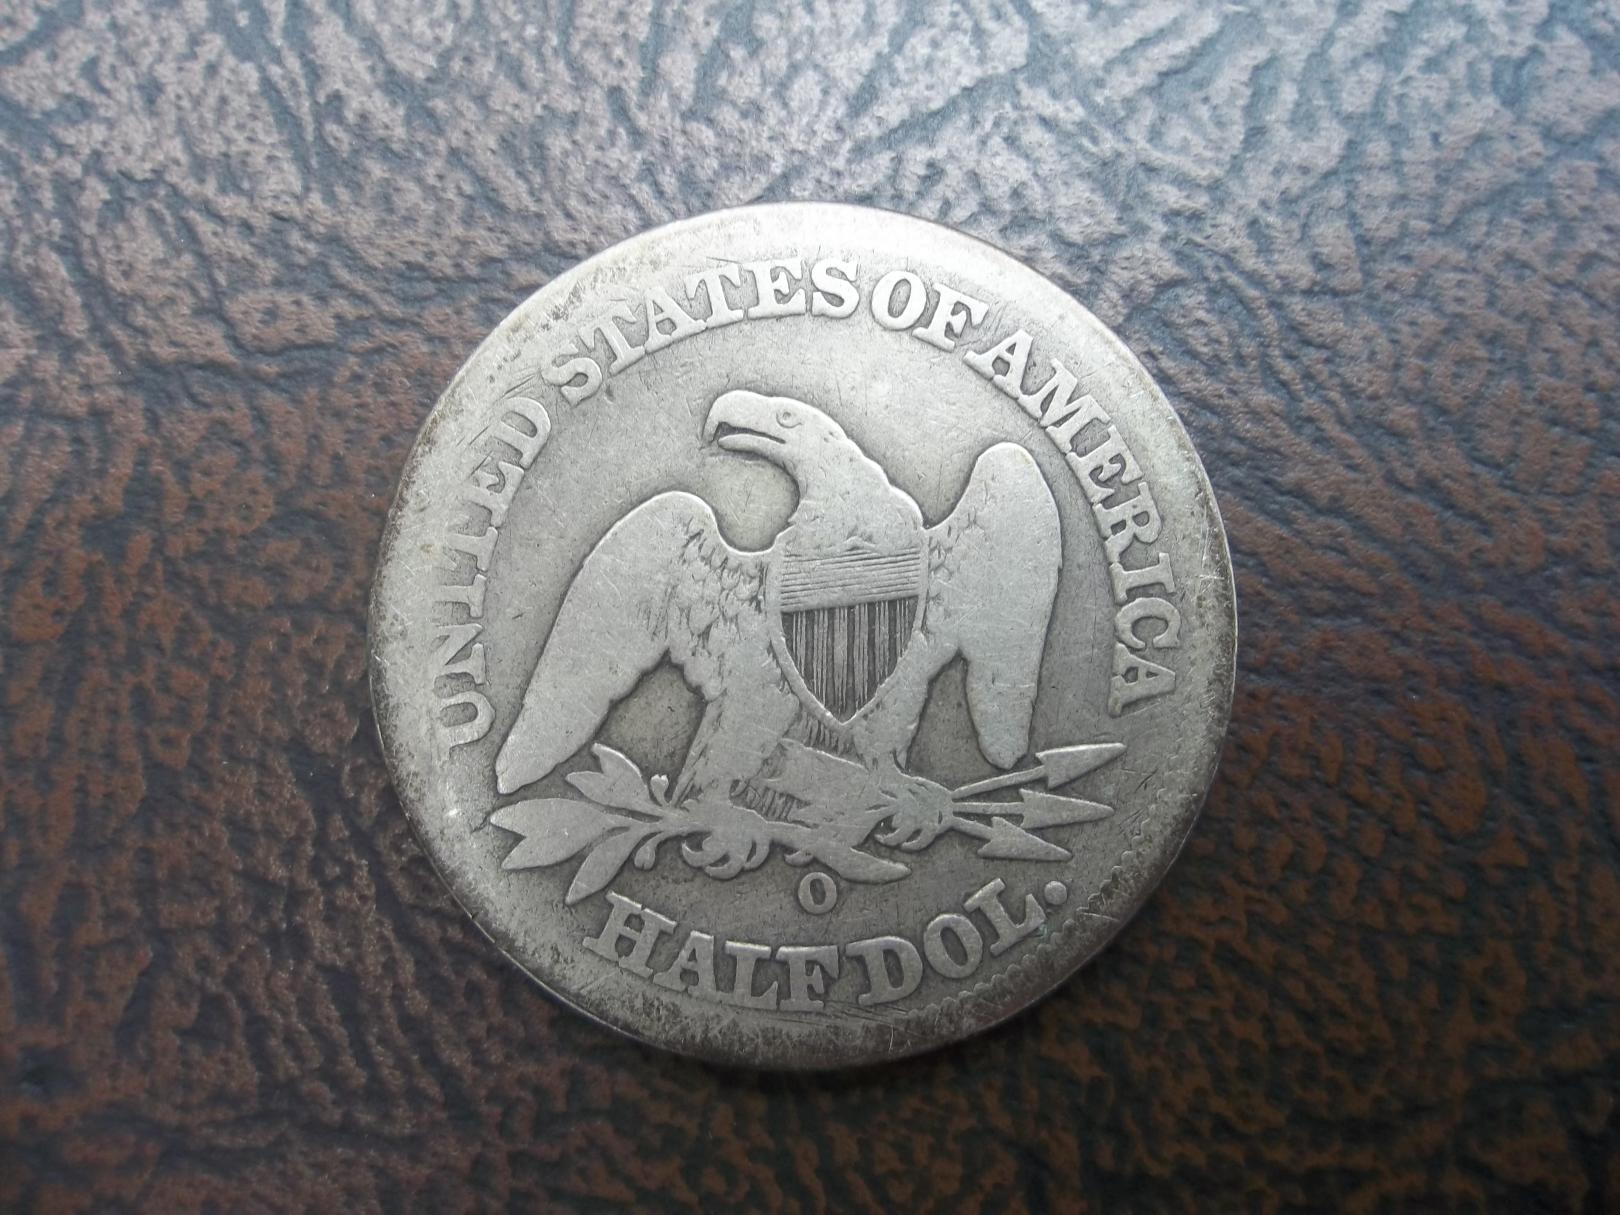 UNITED STATES OF AMERICA
O
HALF DOL.